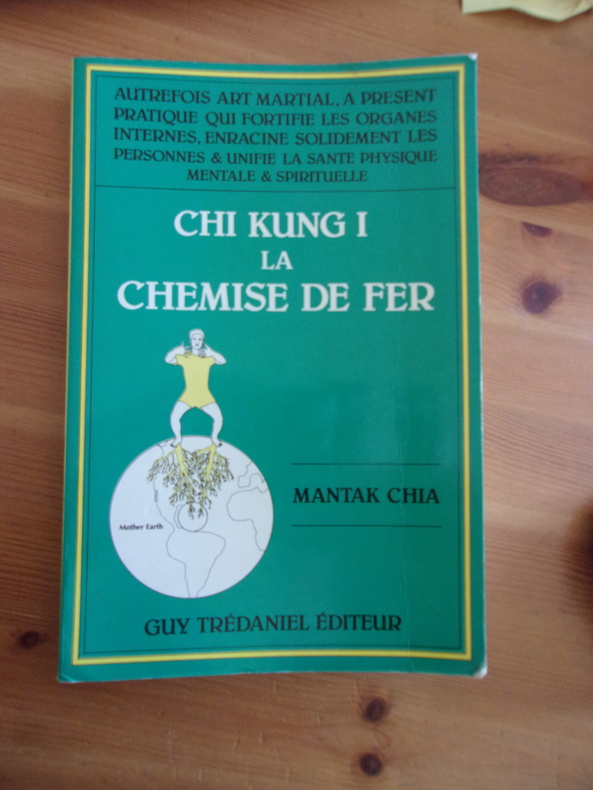 AUTREFOIS ART MARTIAL, A PRESENT
PRATIQUE QUI FORTIFIE LES ORGANES
INTERNES, ENRACINE SOLIDEMENT LES
PERSONNES & UNIFIE LA SANTE PHYSIQUE
MENTALE & SPIRITUELLE
CHI KUNG I
LA
CHEMISE DE FER
MANTAK CHIA
Mother Earth
GUY TRÉDANIEL ÉDITEUR